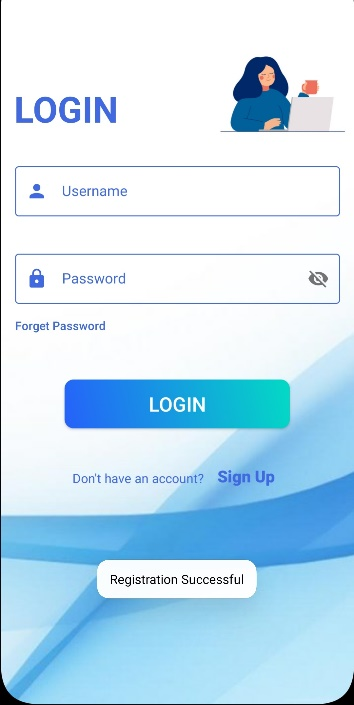 LOGIN
Username
Password
Forget Password
LOGIN
Don't have an account? Sign Up
Registration Successful